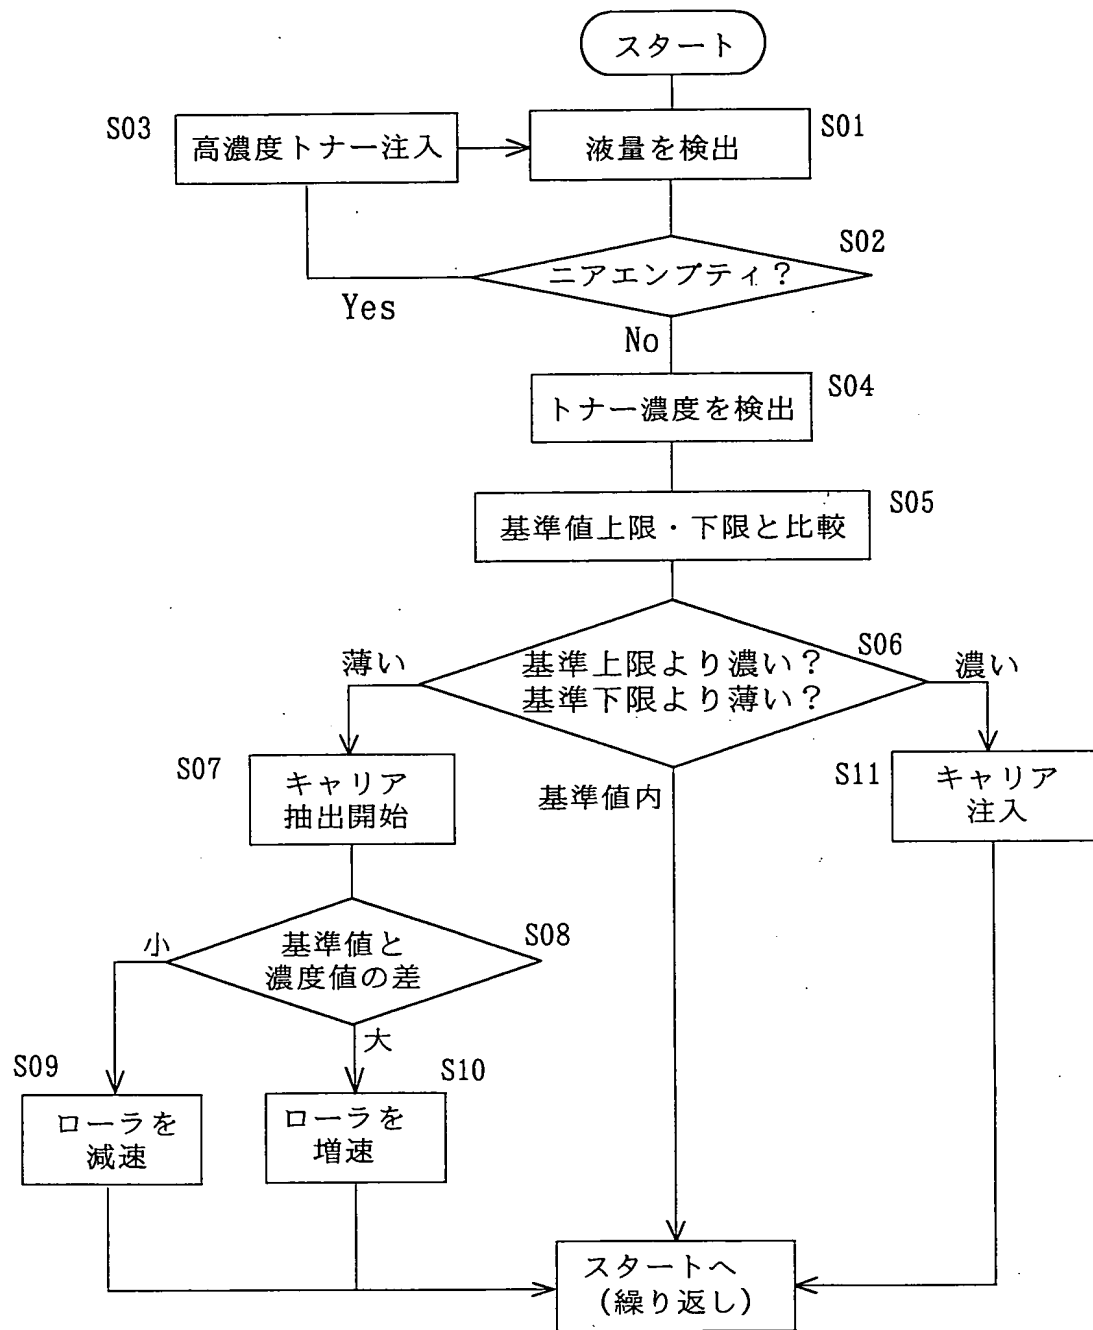 スタート
S03
高濃度トナー注入
液量を検出
S01
S02
ニアエンプティ？
Yes
No
トナー濃度を検出
S04
基準値上限・下限と比較
S05
S06
薄い
基準上限より濃い？
基準下限より薄い？
濃い
S07
キャリア
抽出開始
基準値内
S11
キャリア
注入
小
基準値と
濃度値の差
S08
大
S09
ローラを
減速
S10
ローラを
増速
スタートへ
(繰り返し)